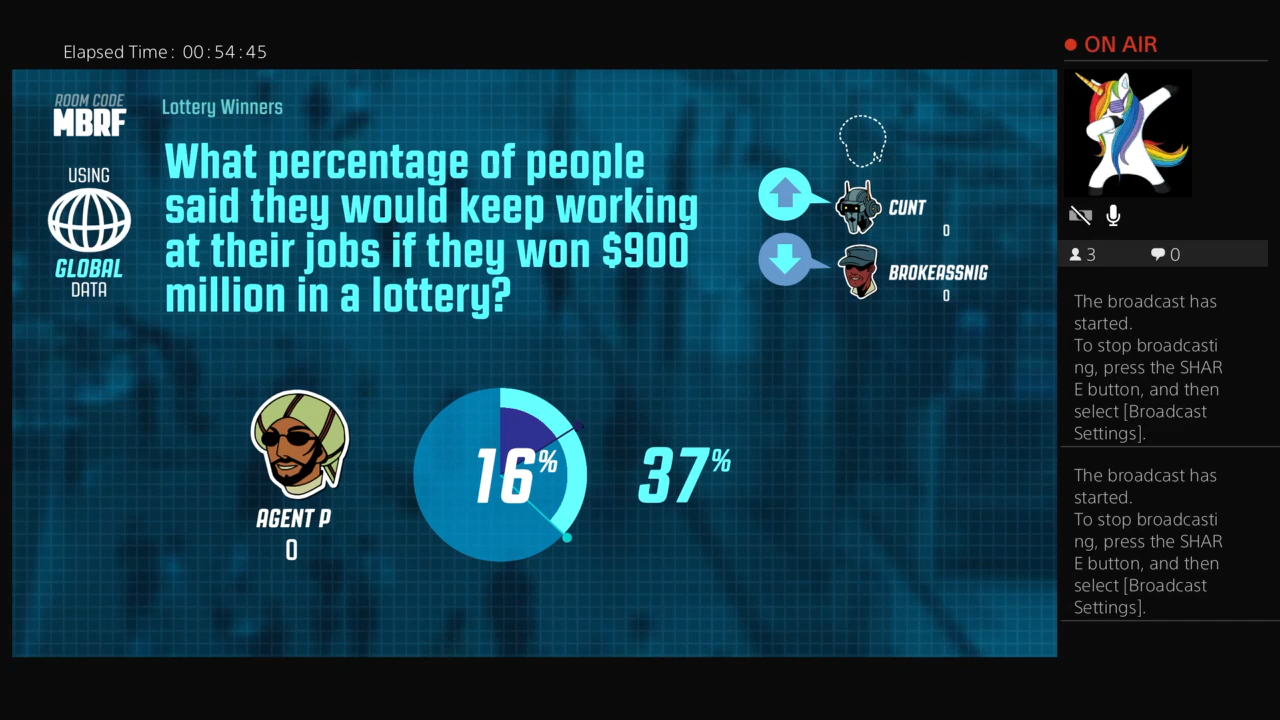 Elapsed Time: 00:54:45
ON AIR
ROOM CODE
MBRF
Lottery Winners
What percentage of people
said they would keep working
at their jobs if they won $900
million in a lottery?
USING
GLOBAL
DATA
CUNT
0
BROKEASSNIG
0
AGENT P
0
16%
37%
3
0
The broadcast has
started.
To stop broadcasti
ng, press the SHAR
E button, and then
select [Broadcast
Settings].
The broadcast has
started.
To stop broadcasti
ng, press the SHAR
E button, and then
select [Broadcast
Settings].